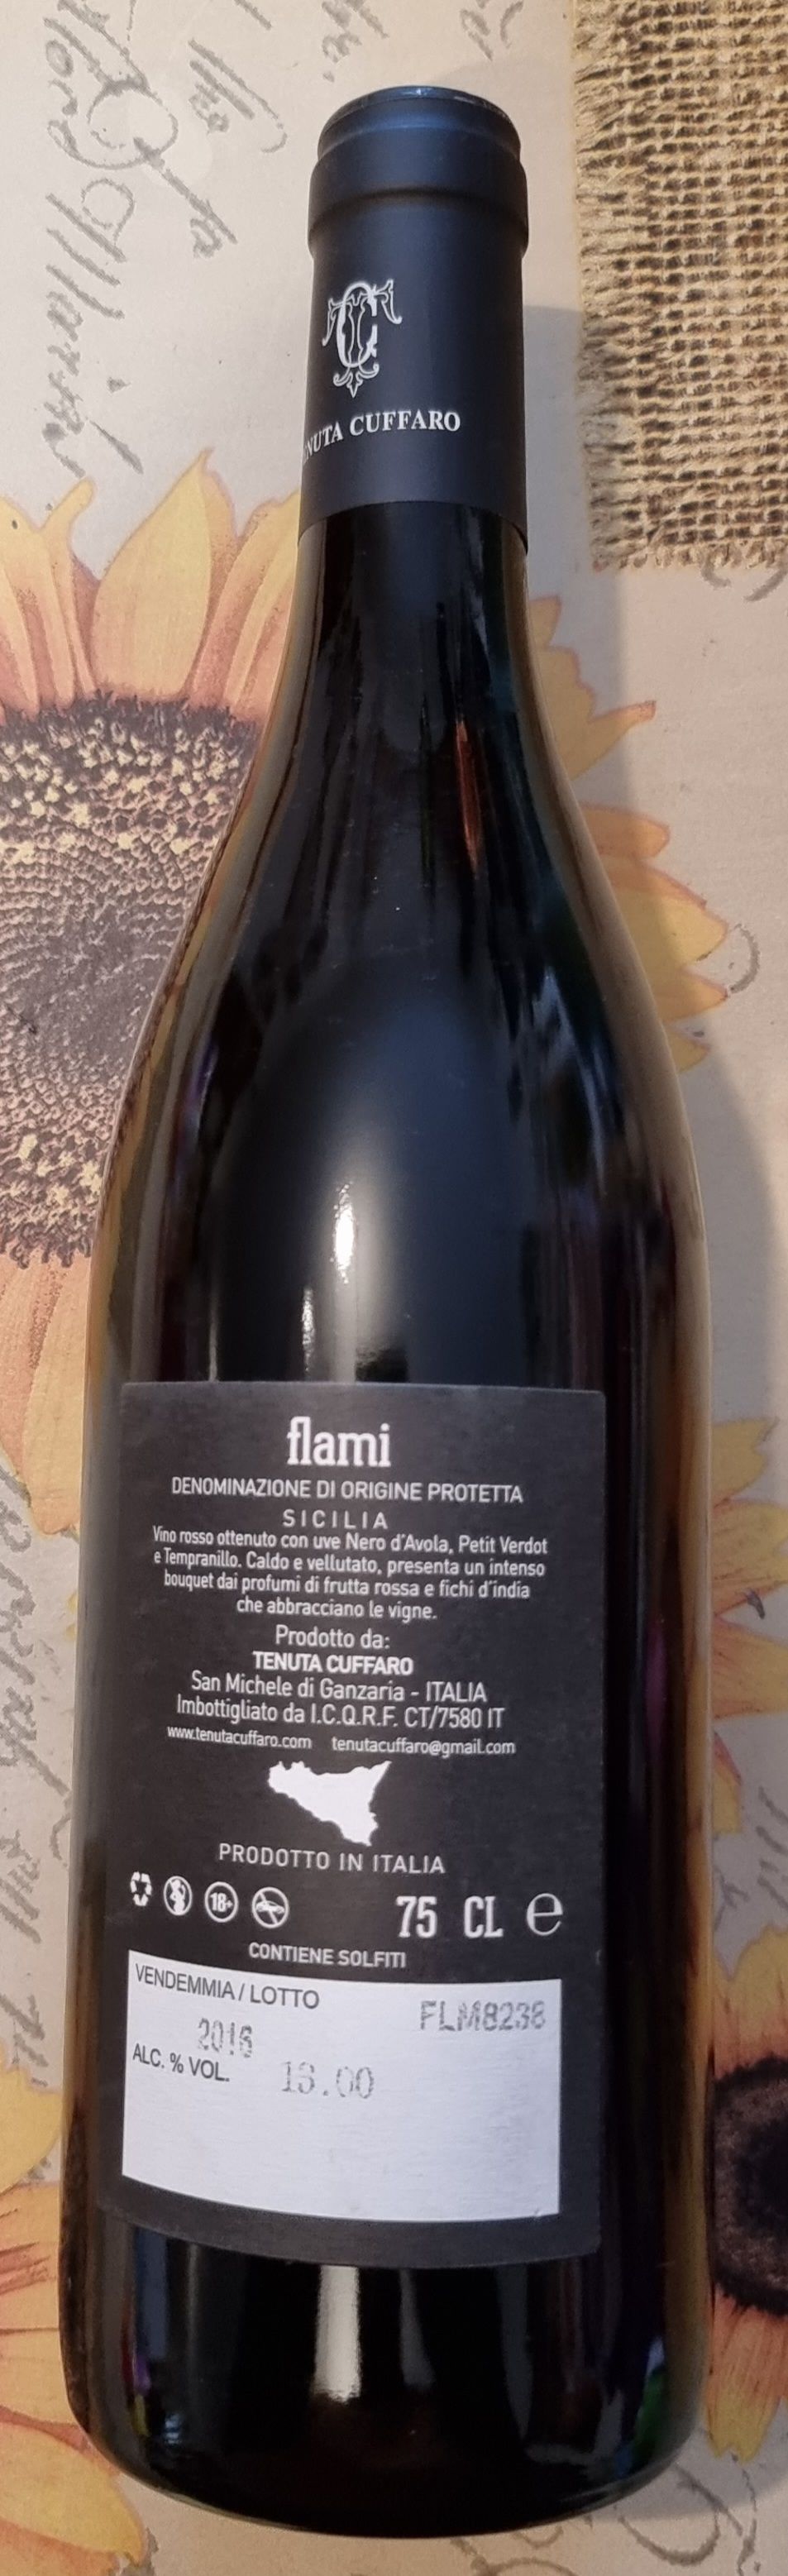 TC
TENUTA CUFFARO
flami
DENOMINAZIONE DI ORIGINE PROTETTA
SICILIA
Vino rosso ottenuto con uve Nero d'Avola, Petit Verdot
e Tempranillo. Caldo e vellutato, presenta un intenso
bouquet dai profumi di frutta rossa e fichi d'india
che abbracciano le vigne.
Prodotto da:
TENUTA CUFFARO
San Michele di Ganzaria - ITALIA
Imbottigliato da I.C.Q.R.F. CT/7580 IT
www.tenutacuffaro.com tenutacuffaro@gmail.com
PRODOTTO IN ITALIA
18+ 75 CL e
CONTIENE SOLFITI
VENDEMMIA / LOTTO FLM8238
2016
ALC. % VOL. 13.00